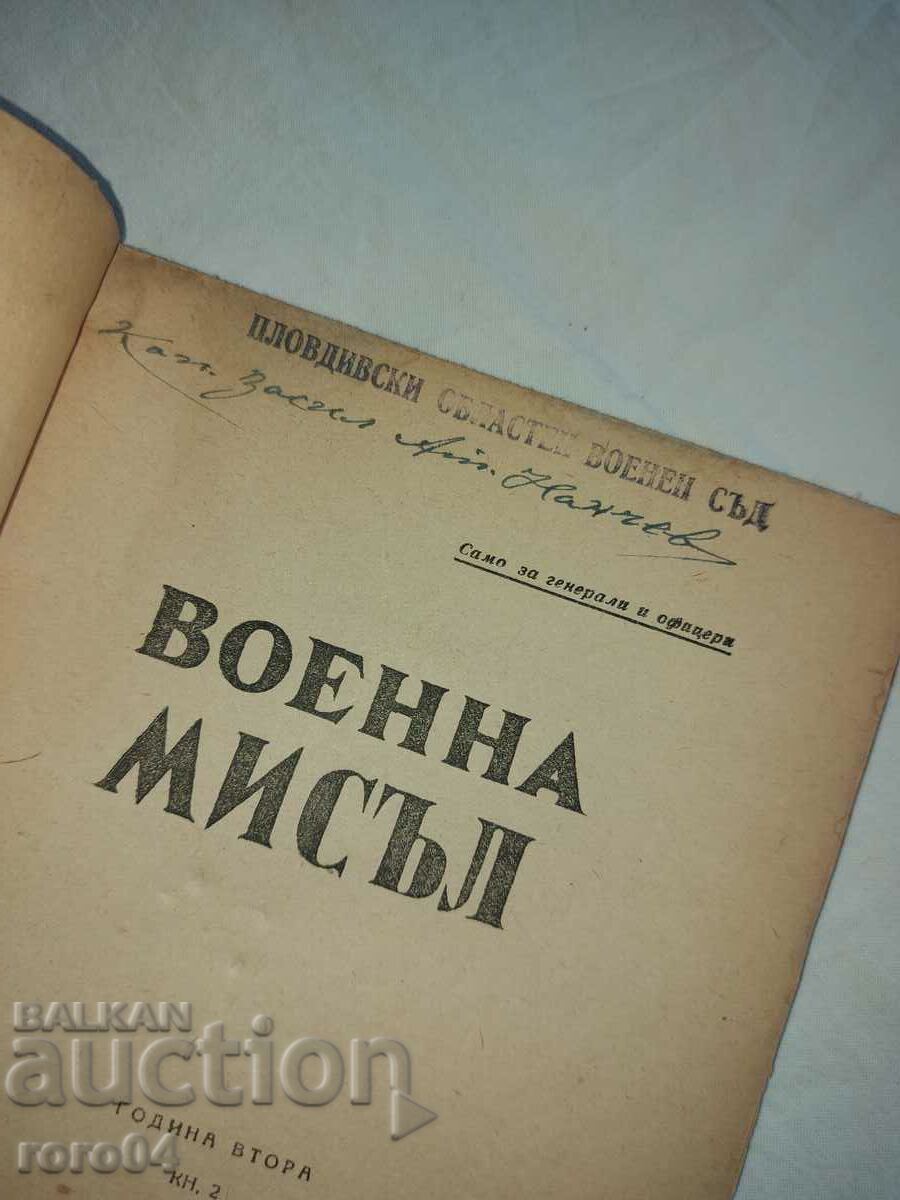 ПЛОВДИВСКИ ОБЛАСТЕН ВОЕНЕН СЪД
Кап. Васил Ат. Начев
Само за генерали и офицери
ВОЕННА
МИСЪЛ
BALKAN
auction
ГОДИНА ВТОРА
roro04
КН. 2